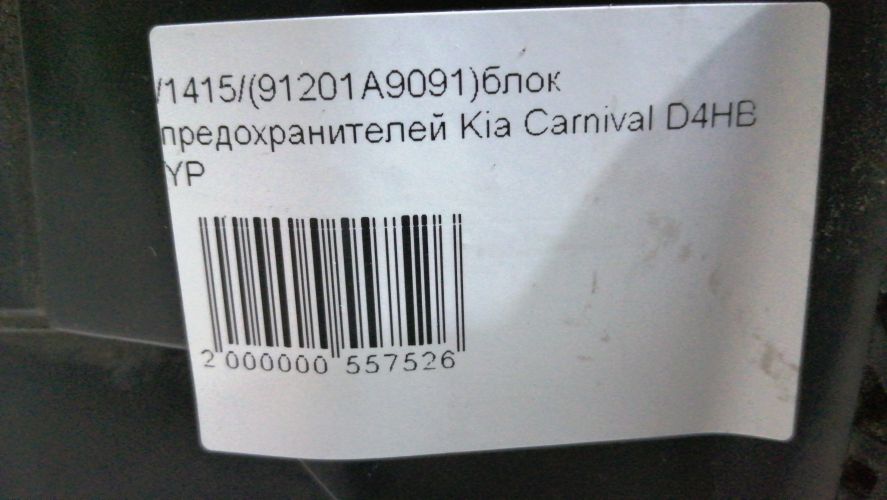 /1415/(91201A9091)блок
предохранителей Kia Carnival D4HB
YP
2 000000 557526